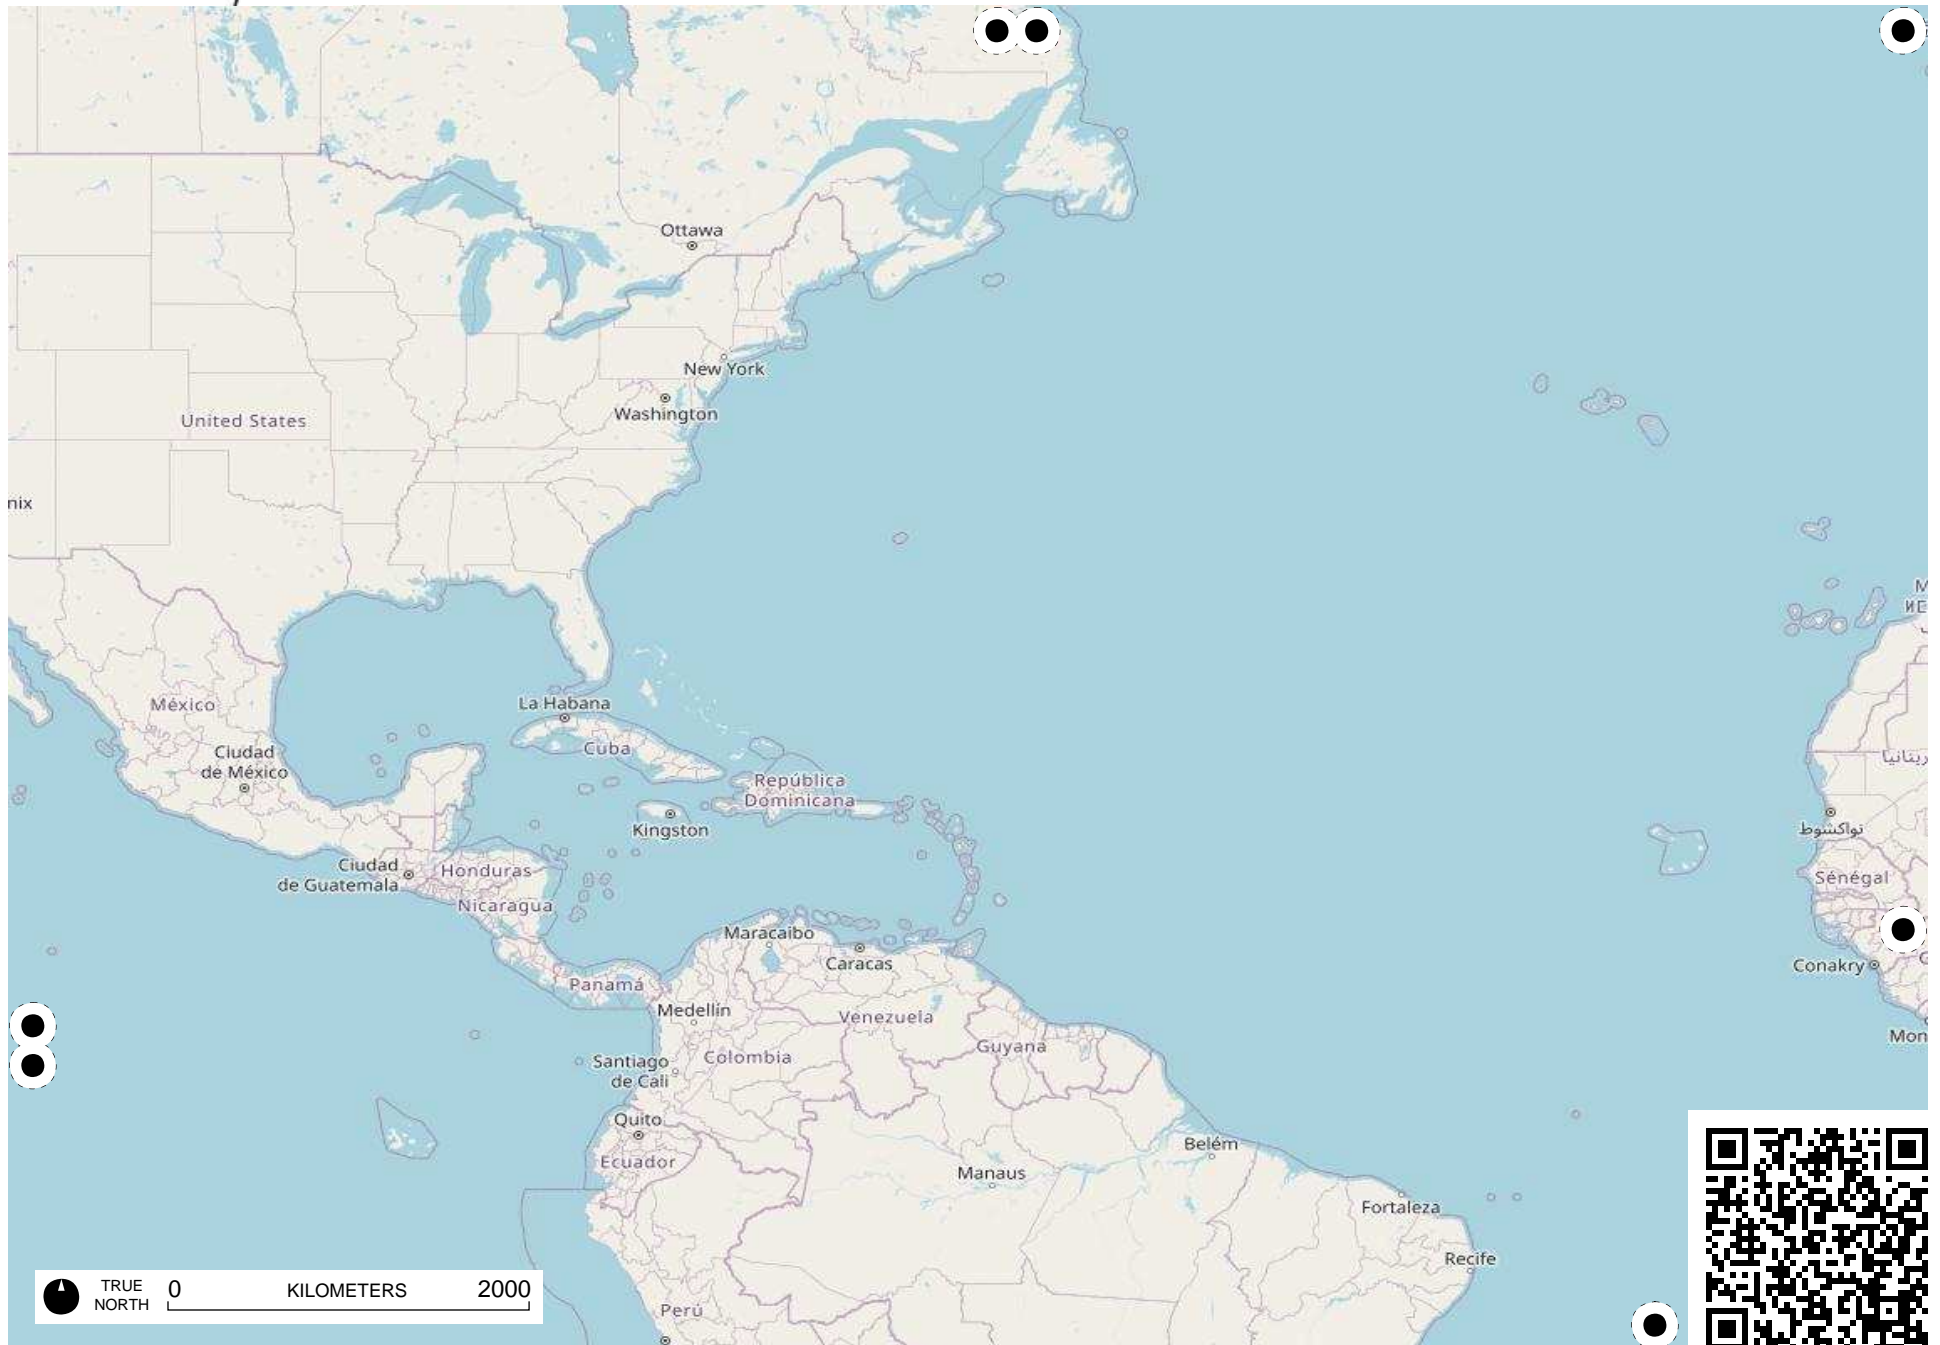 Ottawa
New York
Washington
United States
nix
La Habana
México
Cuba
Ciudad
de México
República
Dominicana
Kingston
نواكشوط
Ciudad
de Guatemala
Honduras
Sénégal
Nicaragua
Maracaibo
Caracas
Conakry
Panamá
Medellín
Venezuela
Mon
Guyana
Santiago
de Cali
Colombia
Quito
Belém
Ecuador
Manaus
Fortaleza
Recife
TRUE
NORTH
0 KILOMETERS 2000
Perú